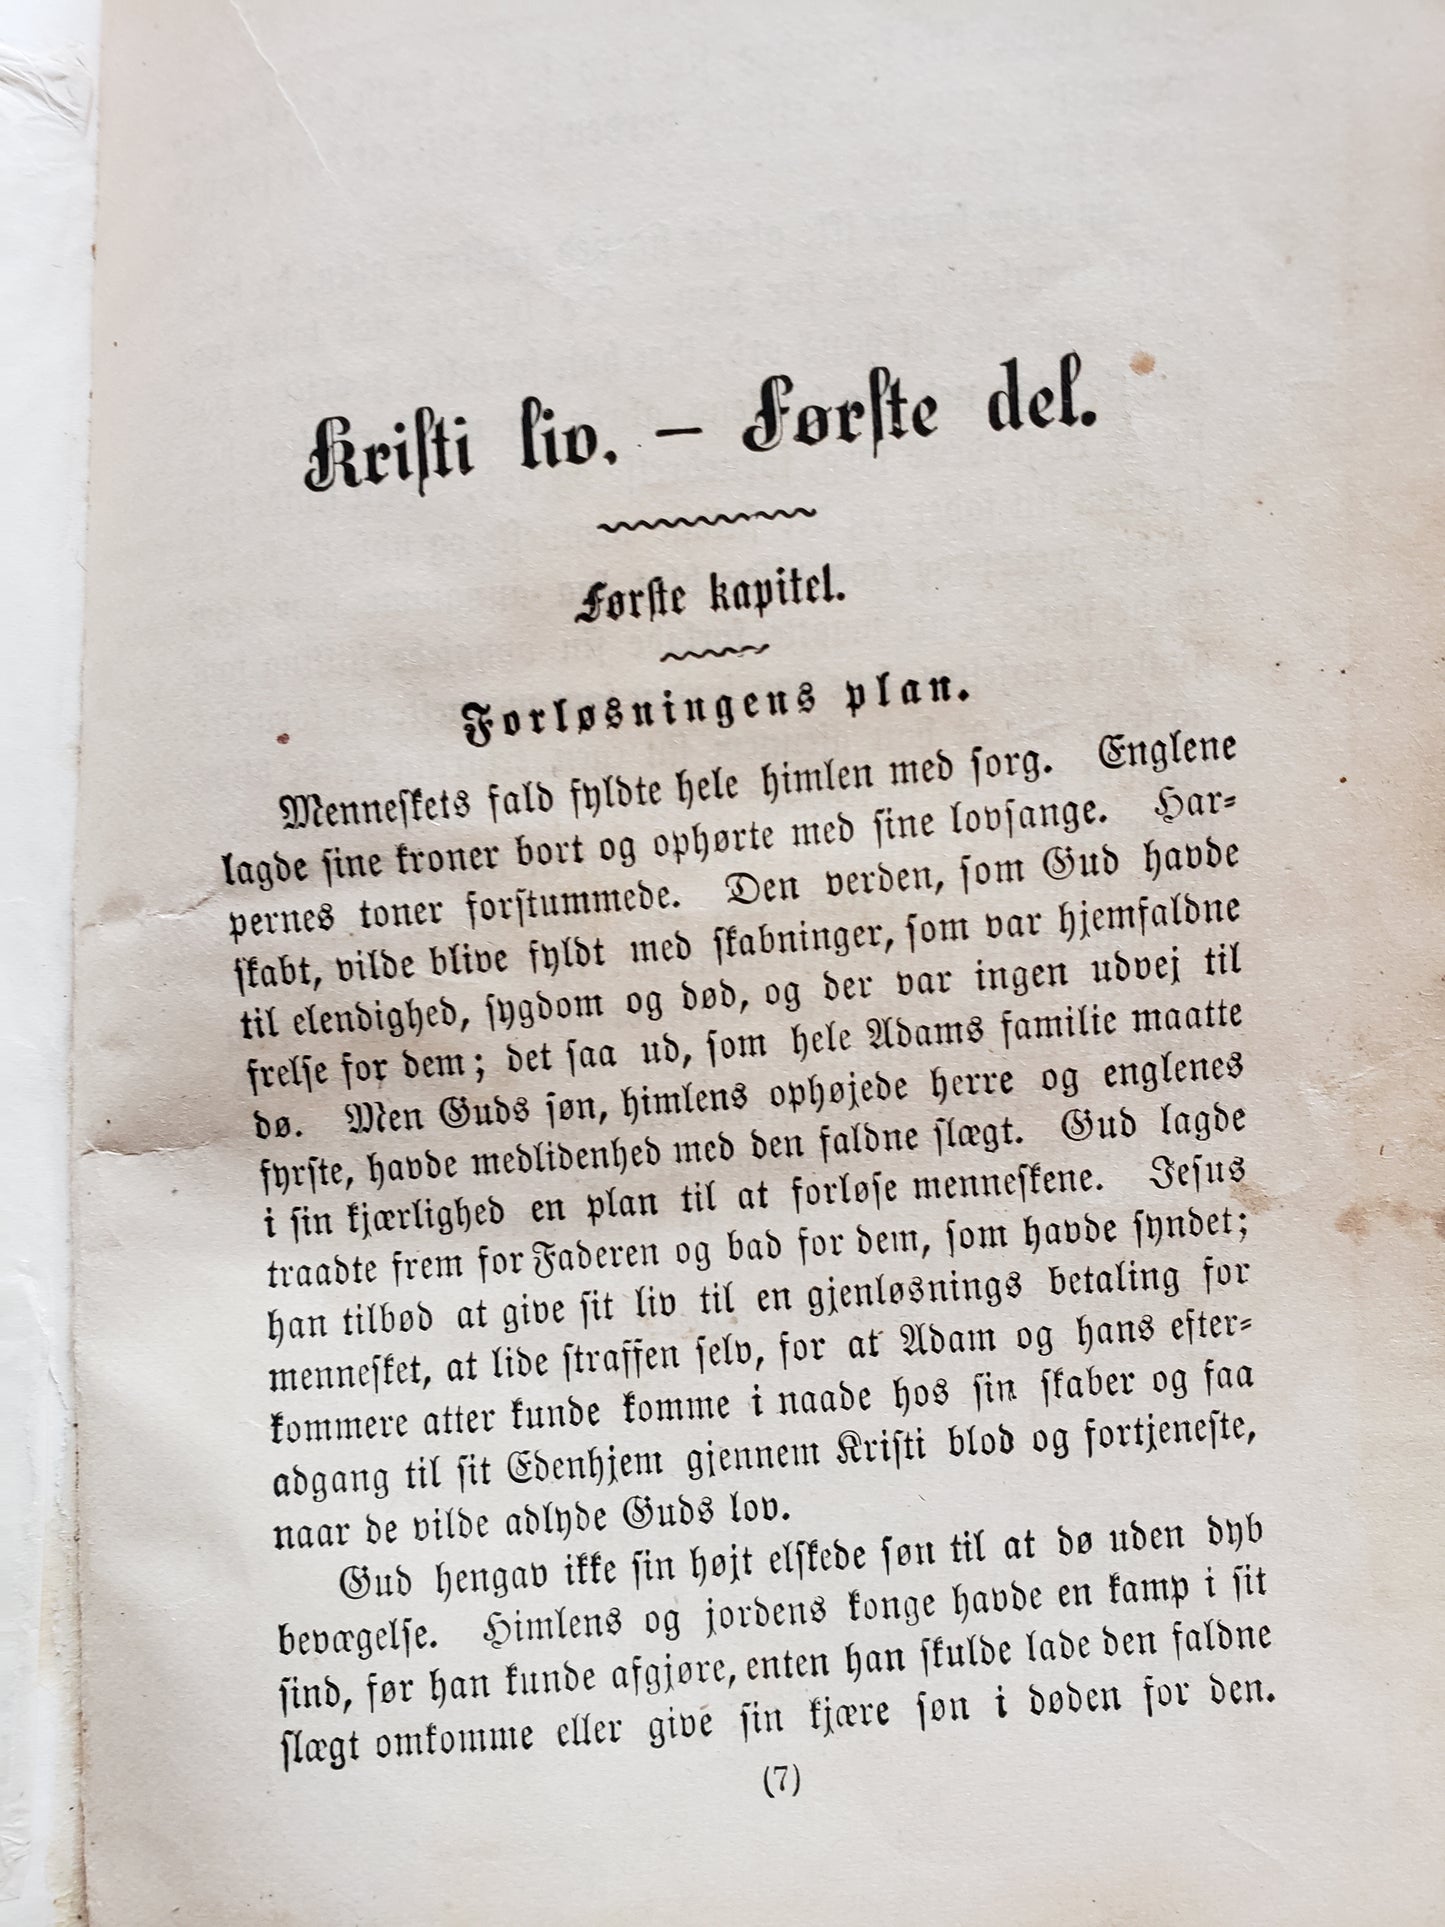 Kristi liv. — Første del.
Første kapitel.
Forløsningens plan.
Menneskets fald fyldte hele himlen med sorg. Englene
lagde sine kroner bort og ophørte med sine lovsange. Har-
pernes toner forstummede. Den verden, som Gud havde
skabt, vilde blive fyldt med skabninger, som var hjemfaldne
til elendighed, sygdom og død, og der var ingen udvej til
frelse for dem; det saa ud, som hele Adams familie maatte
dø. Men Guds søn, himlens ophøjede herre og englenes
fyrste, havde medlidenhed med den faldne slægt. Gud lagde
i sin kjærlighed en plan til at forløse menneskene. Jesus
traadte frem for Faderen og bad for dem, som havde syndet;
han tilbød at give sit liv til en gjenløsnings betaling for
mennesket, at lide straffen selv, for at Adam og hans efter-
kommere atter kunde komme i naade hos sin skaber og faa
adgang til sit Edenhjem gjennem Kristi blod og fortjeneste,
naar de vilde adlyde Guds lov.
Gud hengav ikke sin højt elskede søn til at dø uden dyb
bevægelse. Himlens og jordens konge havde en kamp i sit
sind, før han kunde afgjøre, enten han skulde lade den faldne
slægt omkomme eller give sin kjære søn i døden for den.
(7)